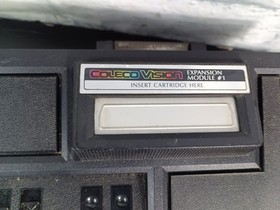 COLECOVISION EXPANSION
MODULE #1
INSERT CARTRIDGE HERE